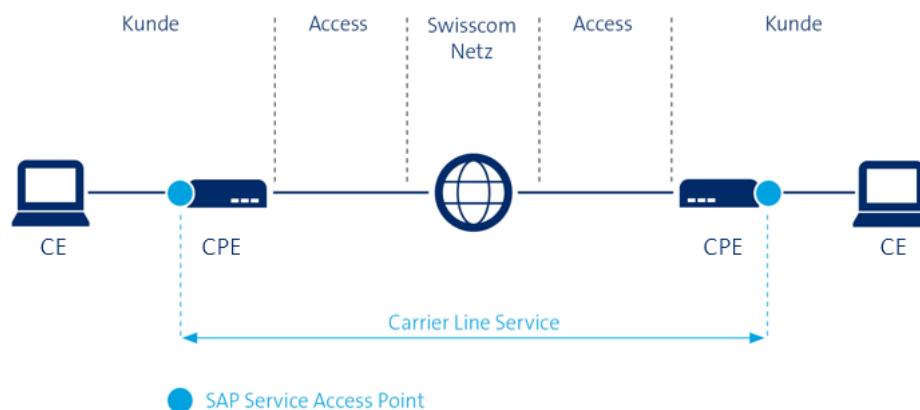 Kunde
Access
Swisscom
Netz
Access
Kunde
CE
CPE
CPE
CE
Carrier Line Service
SAP Service Access Point